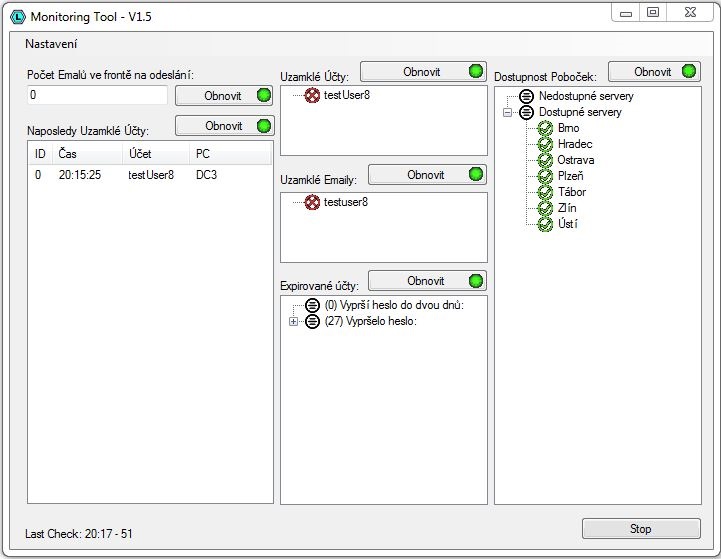 Monitoring Tool - V1.5
Nastavení
Počet Emalů ve frontě na odeslání:
0
Obnovit
Naposledy Uzamklé Účty:
Obnovit
ID Čas Účet PC
0 20:15:25 testUser8 DC3
Uzamklé Účty:
Obnovit
testUser8
Uzamklé Emaily:
Obnovit
testuser8
Expirované účty:
Obnovit
(0) Vyprší heslo do dvou dnů:
(27) Vypršelo heslo:
Dostupnost Poboček:
Obnovit
Nedostupné servery
Dostupné servery
Brno
Hradec
Ostrava
Plzeň
Tábor
Zlín
Ústí
Last Check: 20:17 - 51
Stop